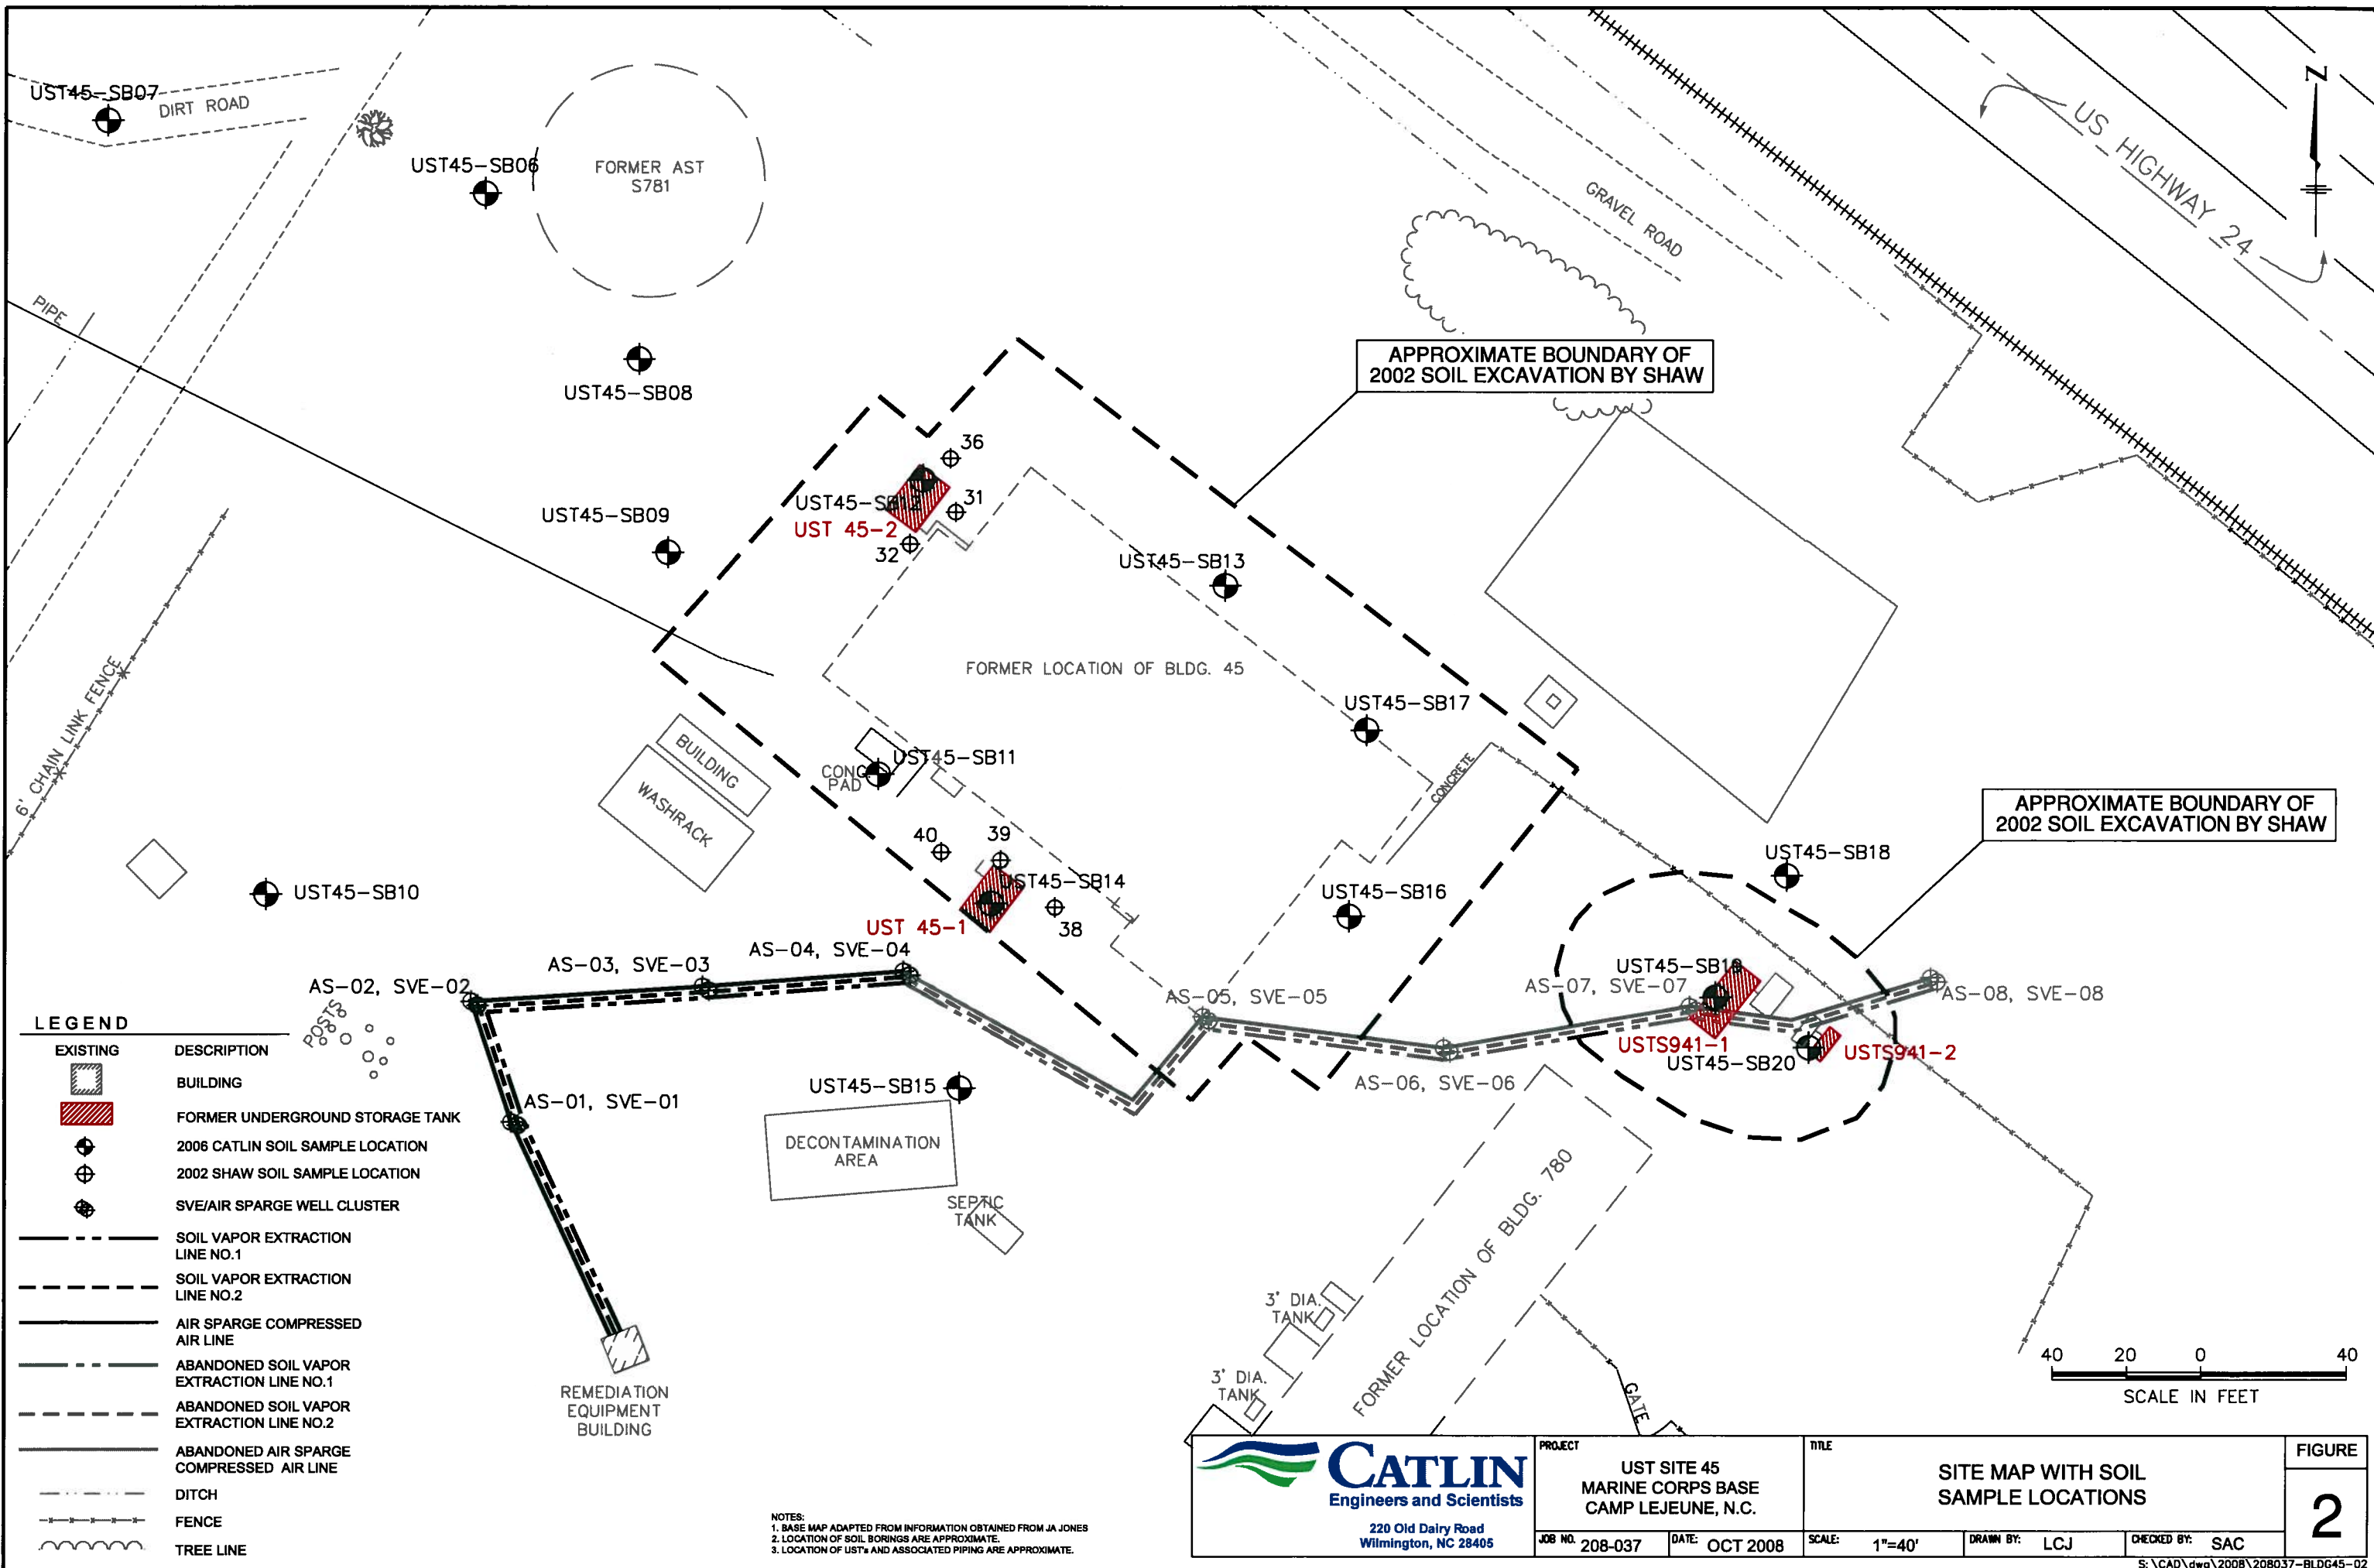 UST45-SB07
DIRT ROAD
UST45-SB06
FORMER AST
S781
US HIGHWAY 24
N
GRAVEL ROAD
PIPE
UST45-SB08
APPROXIMATE BOUNDARY OF
2002 SOIL EXCAVATION BY SHAW
36
UST45-SB12
31
UST 45-2
32
UST45-SB09
UST45-SB13
FORMER LOCATION OF BLDG. 45
6' CHAIN LINK FENCE
UST45-SB17
BUILDING
WASHRACK
CONC
PAD
UST45-SB11
CONCRETE
APPROXIMATE BOUNDARY OF
2002 SOIL EXCAVATION BY SHAW
40
39
UST45-SB18
UST45-SB10
UST45-SB14
UST45-SB16
UST 45-1
38
AS-04, SVE-04
AS-03, SVE-03
AS-02, SVE-02
UST45-SB19
AS-07, SVE-07
AS-05, SVE-05
AS-08, SVE-08
POSTS
USTS941-1
UST45-SB20
USTS941-2
AS-06, SVE-06
UST45-SB15
AS-01, SVE-01
DECONTAMINATION
AREA
SEPTIC
TANK
FORMER LOCATION OF BLDG. 780
3' DIA.
TANK
3' DIA.
TANK
GATE
REMEDIATION
EQUIPMENT
BUILDING
LEGEND
EXISTING
DESCRIPTION
BUILDING
FORMER UNDERGROUND STORAGE TANK
2006 CATLIN SOIL SAMPLE LOCATION
2002 SHAW SOIL SAMPLE LOCATION
SVE/AIR SPARGE WELL CLUSTER
SOIL VAPOR EXTRACTION
LINE NO.1
SOIL VAPOR EXTRACTION
LINE NO.2
AIR SPARGE COMPRESSED
AIR LINE
ABANDONED SOIL VAPOR
EXTRACTION LINE NO.1
ABANDONED SOIL VAPOR
EXTRACTION LINE NO.2
ABANDONED AIR SPARGE
COMPRESSED AIR LINE
DITCH
FENCE
TREE LINE
NOTES:
1. BASE MAP ADAPTED FROM INFORMATION OBTAINED FROM JA JONES
2. LOCATION OF SOIL BORINGS ARE APPROXIMATE.
3. LOCATION OF USTs AND ASSOCIATED PIPING ARE APPROXIMATE.
40 20 0 40
SCALE IN FEET
CATLIN
Engineers and Scientists
220 Old Dairy Road
Wilmington, NC 28405
PROJECT
UST SITE 45
MARINE CORPS BASE
CAMP LEJEUNE, N.C.
TITLE
SITE MAP WITH SOIL
SAMPLE LOCATIONS
FIGURE
2
JOB NO. 208-037
DATE: OCT 2008
SCALE: 1"=40'
DRAWN BY: LCJ
CHECKED BY: SAC
S:\CAD\dwg\2008\208037-BLDG45-02